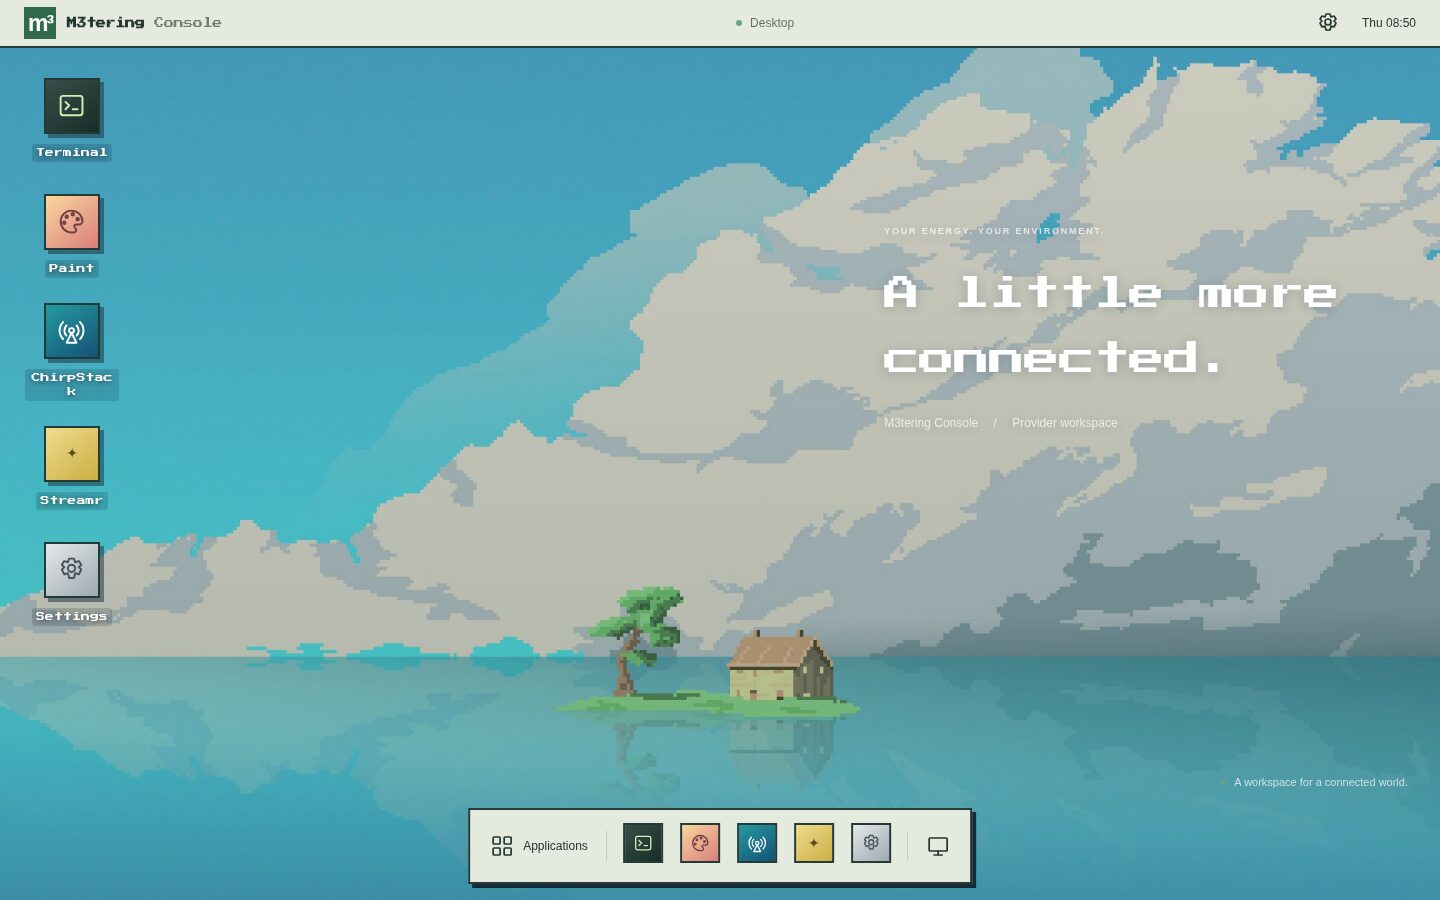 m³ M3tering Console
Desktop
Thu 08:50
Terminal
Paint
ChirpStac
k
Streamr
Settings
YOUR ENERGY. YOUR ENVIRONMENT.
A little more
connected.
M3tering Console / Provider workspace
A workspace for a connected world.
Applications